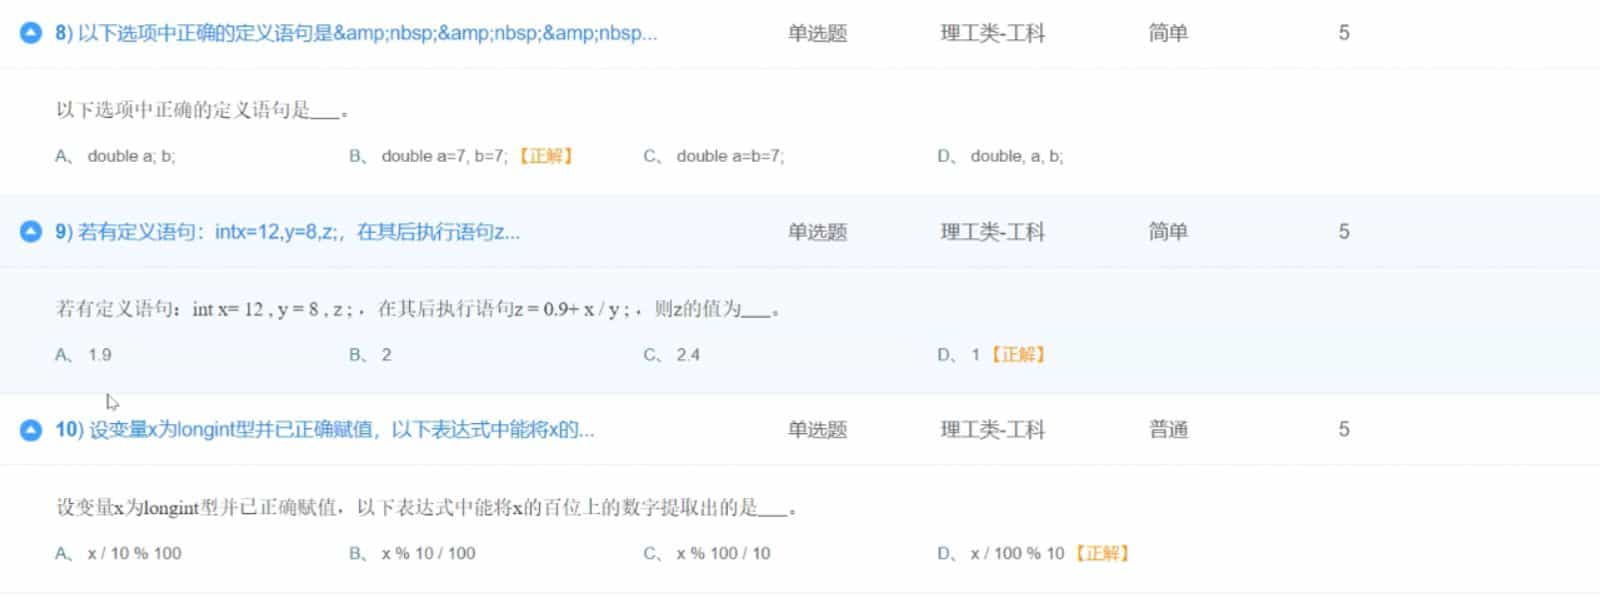 8) 以下选项中正确的定义语句是&amp;nbsp;&amp;nbsp;&amp;nbsp... 单选题 理工类-工科 简单 5
以下选项中正确的定义语句是___。
A、 double a; b; B、 double a=7, b=7; 【正解】 C、 double a=b=7; D、 double, a, b;
9) 若有定义语句：intx=12,y=8,z;，在其后执行语句z... 单选题 理工类-工科 简单 5
若有定义语句：int x= 12 , y = 8 , z ; ，在其后执行语句z = 0.9+ x / y ; ，则z的值为___。
A、 1.9 B、 2 C、 2.4 D、 1 【正解】
10) 设变量x为longint型并已正确赋值，以下表达式中能将x的... 单选题 理工类-工科 普通 5
设变量x为longint型并已正确赋值，以下表达式中能将x的百位上的数字提取出的是___。
A、 x / 10 % 100 B、 x % 10 / 100 C、 x % 100 / 10 D、 x / 100 % 10 【正解】